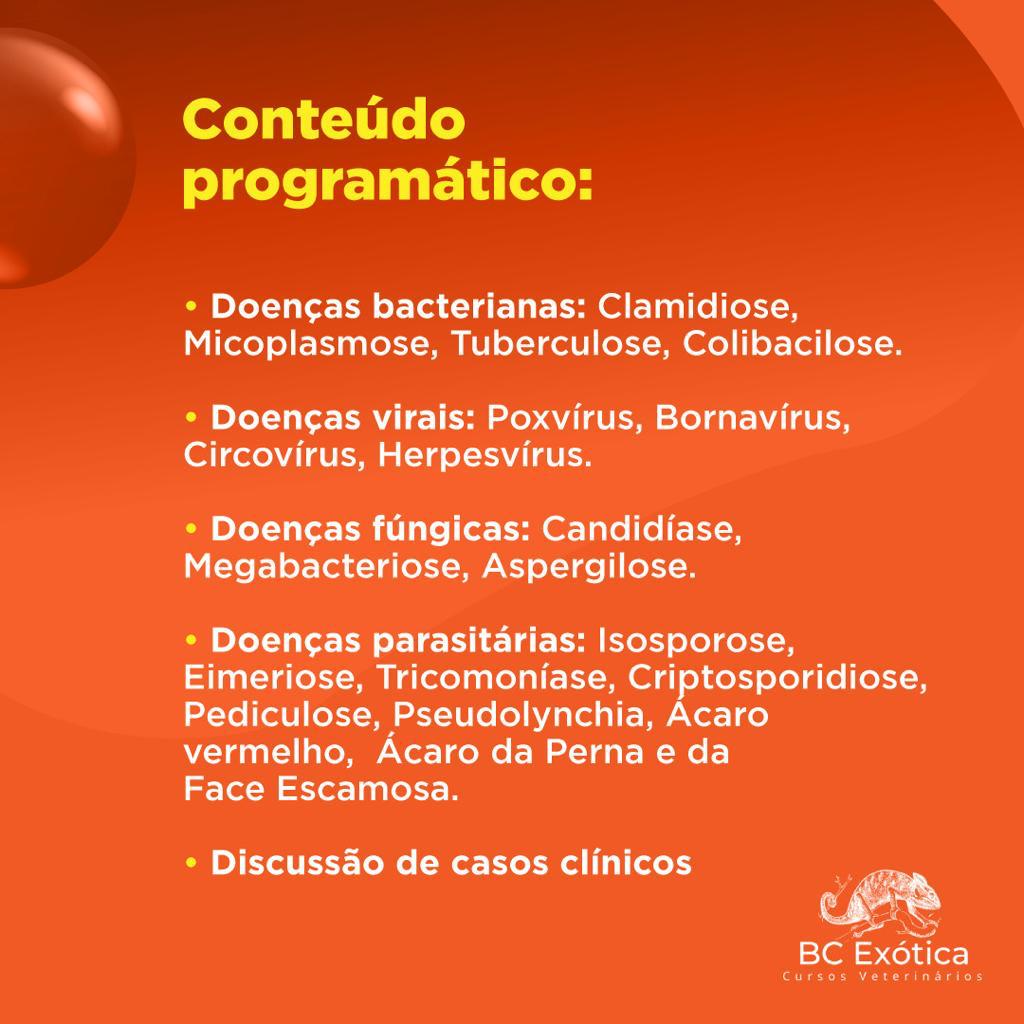 Conteúdo
programático:
• Doenças bacterianas: Clamidiose,
Micoplasmose, Tuberculose, Colibacilose.
• Doenças virais: Poxvírus, Bornavírus,
Circovírus, Herpesvírus.
• Doenças fúngicas: Candidíase,
Megabacteriose, Aspergilose.
• Doenças parasitárias: Isosporose,
Eimeriose, Tricomoníase, Criptosporidiose,
Pediculose, Pseudolynchia, Ácaro
vermelho,  Ácaro da Perna e da
Face Escamosa.
• Discussão de casos clínicos
BC Exótica
Cursos Veterinários